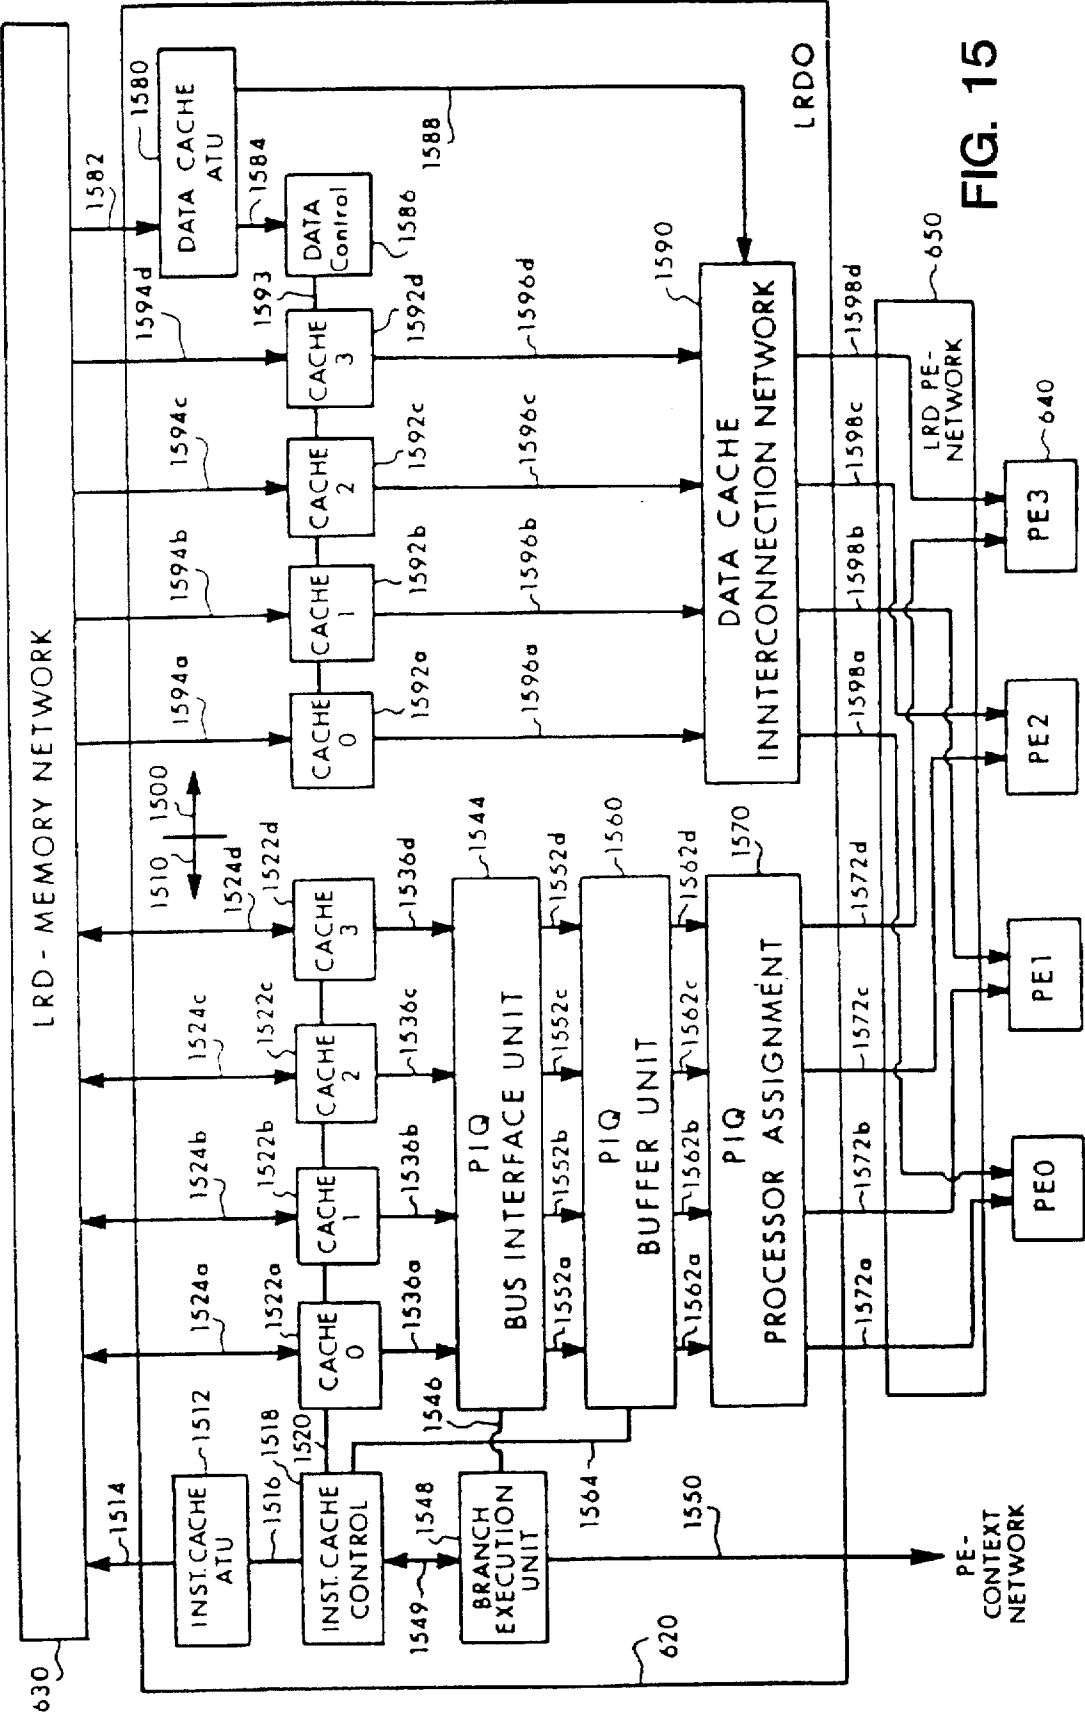 630
LRD - MEMORY NETWORK
1514
1524a
1524b
1524c
1524d
1510
1500
1594a
1594b
1594c
1594d
1582
1512
INST. CACHE
ATU
1516
1518
1520
INST. CACHE
CONTROL
1522a
CACHE
0
1522b
CACHE
1
1522c
CACHE
2
1522d
CACHE
3
CACHE
0
1592a
CACHE
1
1592b
CACHE
2
1592c
CACHE
3
1592d
1593
DATA
Control
1586
1584
DATA CACHE
ATU
1580
1588
1549
1548
1546
1536a
1536b
1536c
1536d
1596a
1596b
1596c
1596d
BRANCH
EXECUTION
UNIT
PIQ
BUS INTERFACE UNIT
1544
1564
1552a
1552b
1552c
1552d
PIQ
BUFFER UNIT
1560
1562a
1562b
1562c
1562d
PIQ
PROCESSOR ASSIGNMENT
1570
DATA CACHE
INNTERCONNECTION NETWORK
1590
LRDO
620
1550
1572a
1572b
1572c
1572d
1598a
1598b
1598c
1598d
LRD PE-
NETWORK
650
PE-
CONTEXT
NETWORK
PE0
PE1
PE2
PE3
640
FIG. 15